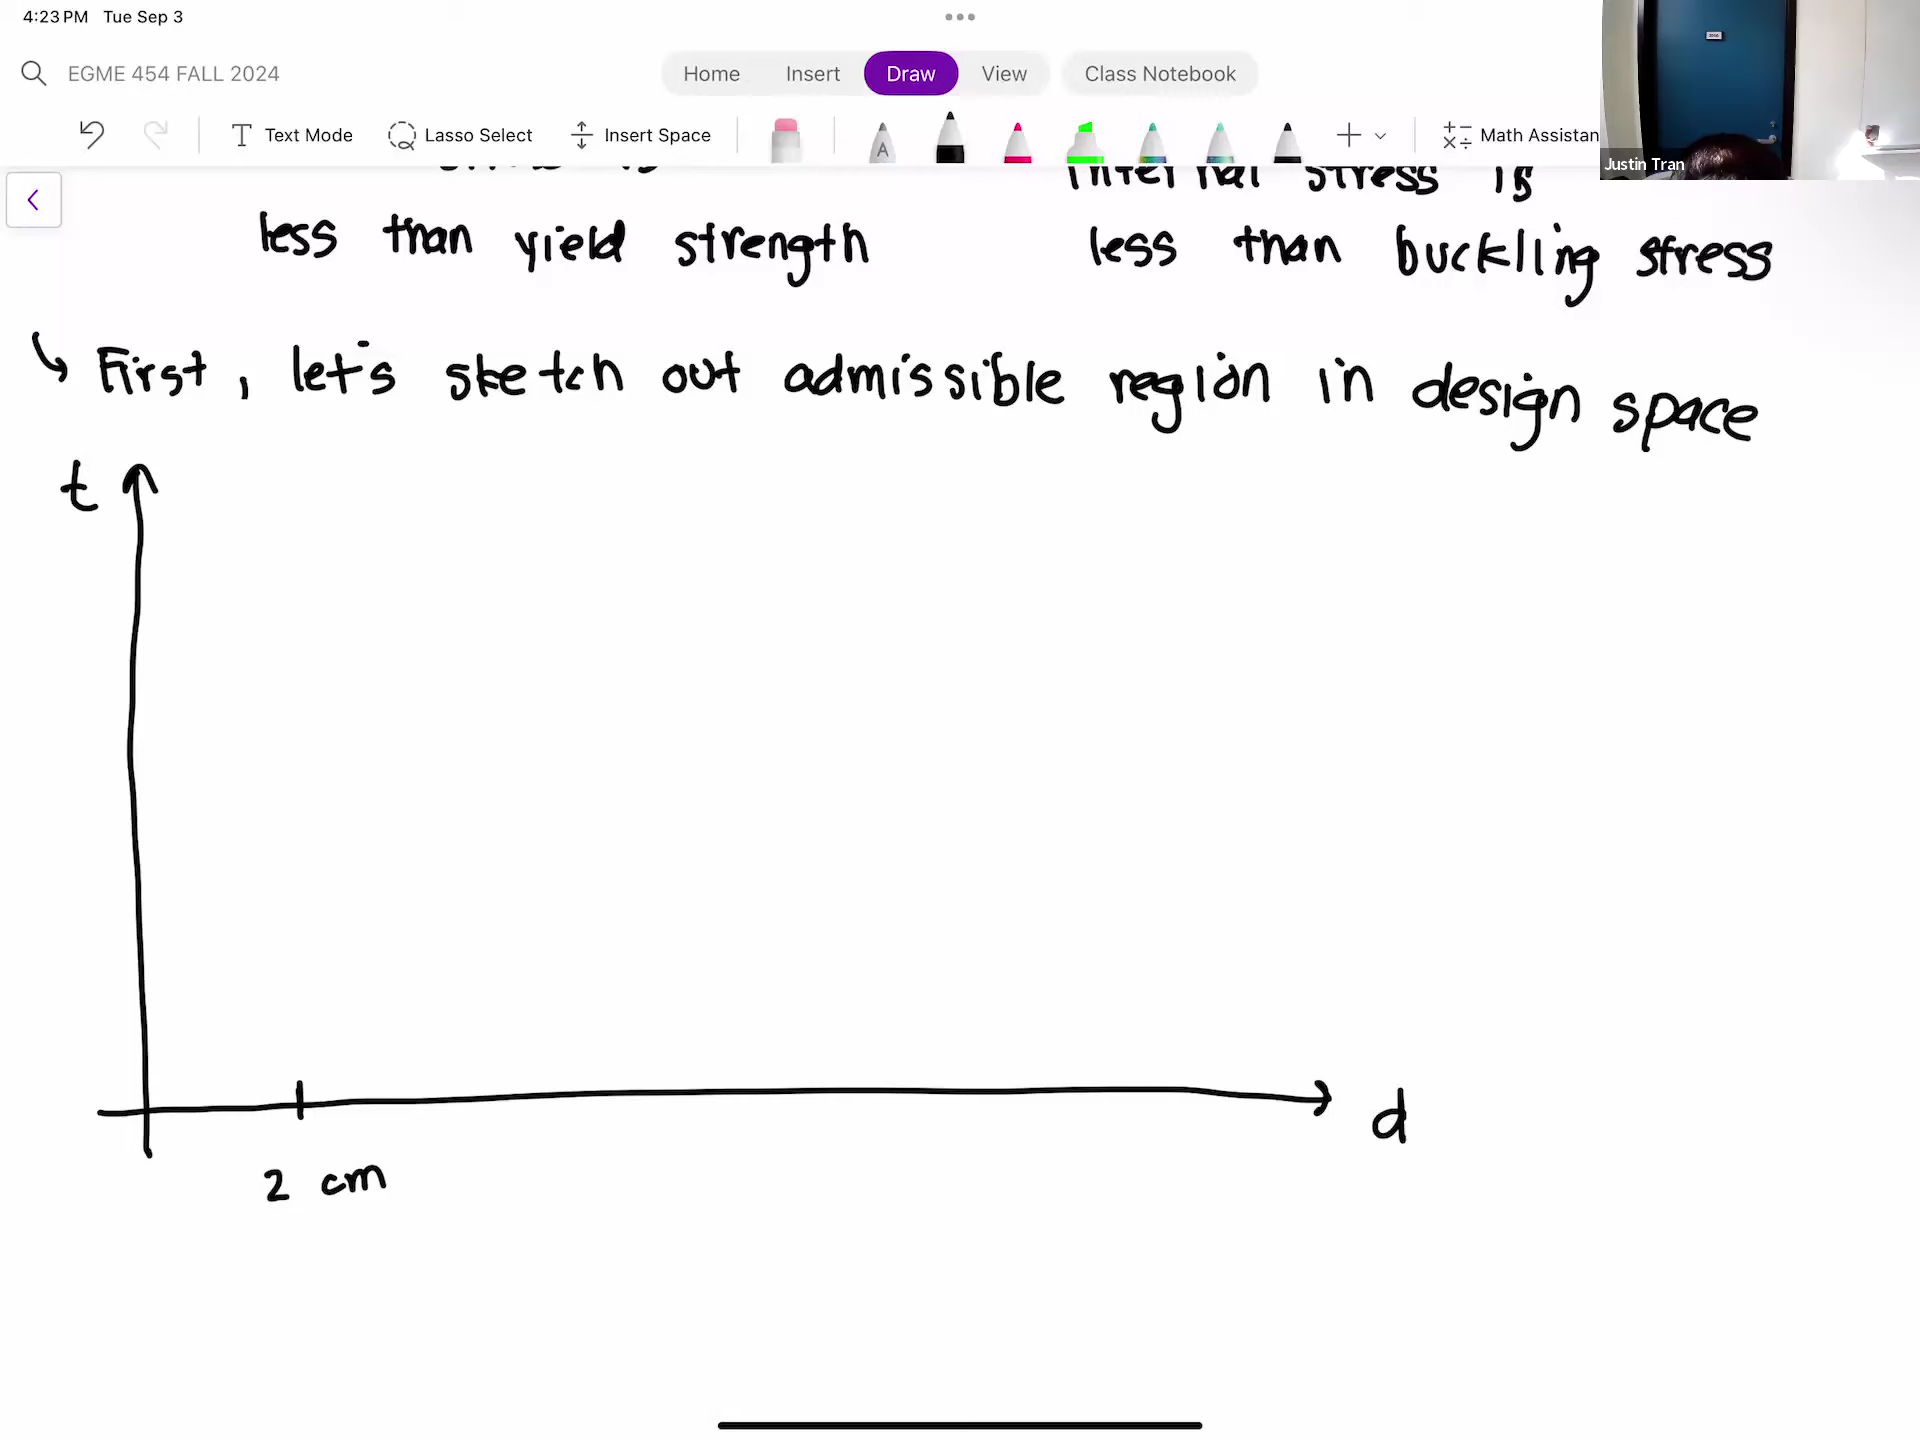 4:23 PM Tue Sep 3
EGME 454 FALL 2024
Home Insert Draw View Class Notebook
Text Mode Lasso Select Insert Space A Math Assistan
Justin Tran
internal stress is
less than yield strength
less than buckling stress
First, let's sketch out admissible region in design space
t
d
2 cm